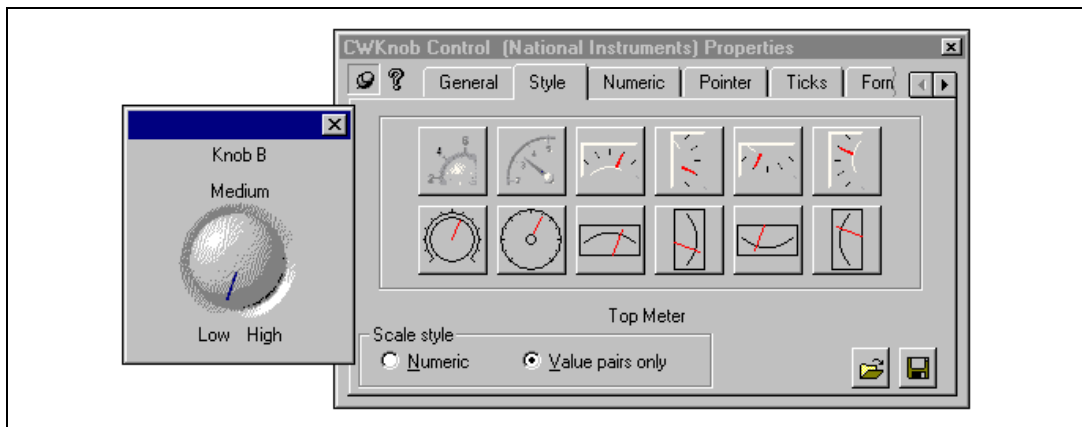 CWKnob Control (National Instruments) Properties
General Style Numeric Pointer Ticks Form
Knob B
Medium
Low High
Top Meter
Scale style
Numeric Value pairs only